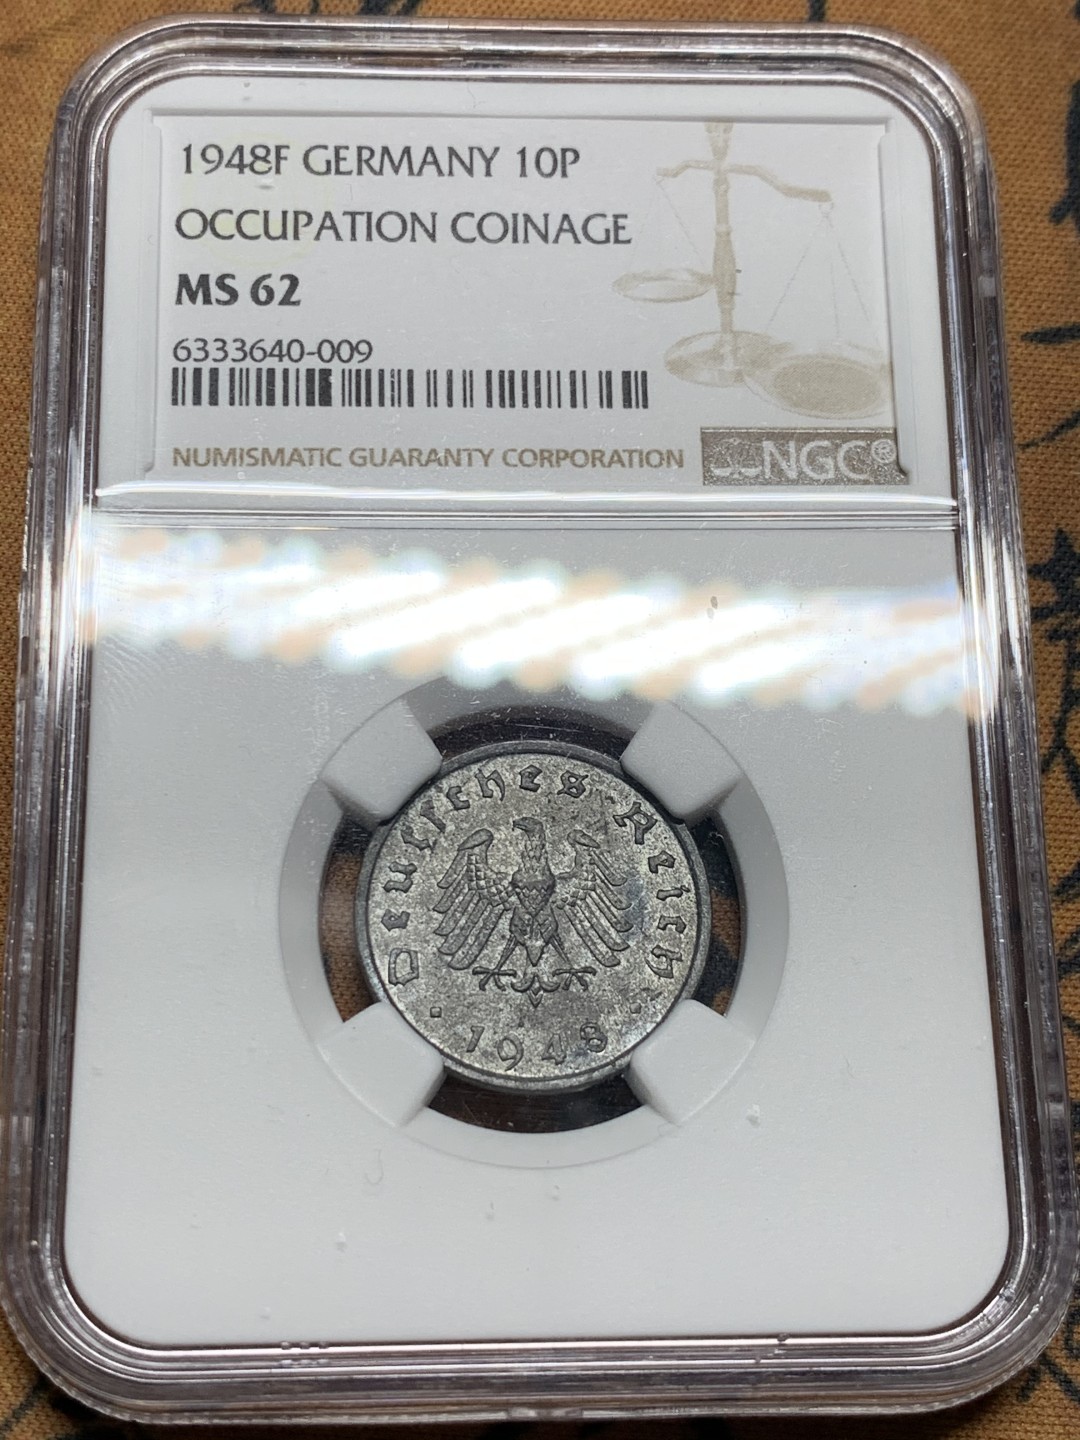 1948F GERMANY 10P
OCCUPATION COINAGE
MS 62
6333640-009
NUMISMATIC GUARANTY CORPORATION
NGC®
Deutsches Reich
1948